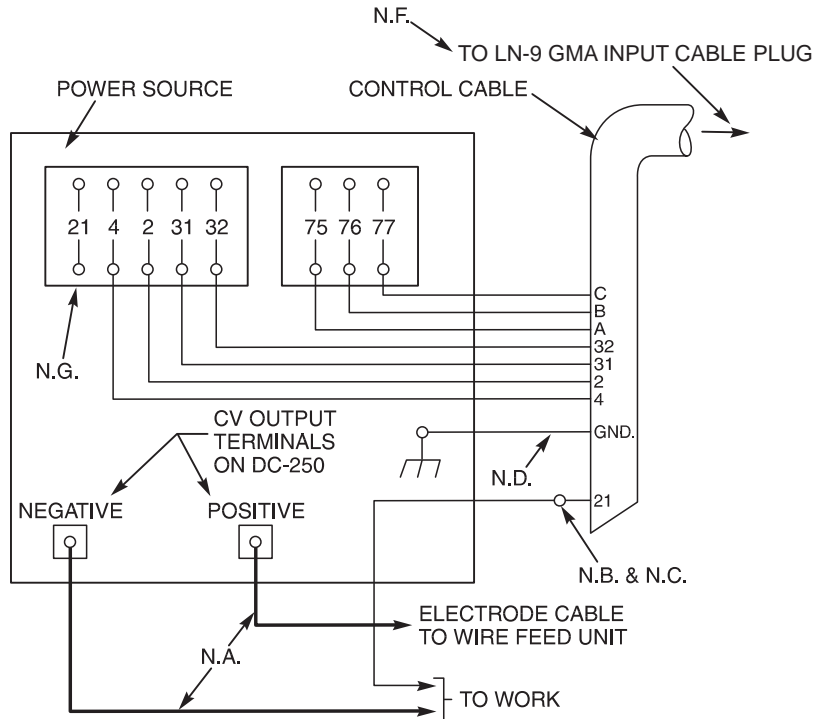 N.F.
TO LN-9 GMA INPUT CABLE PLUG
POWER SOURCE
CONTROL CABLE
21 4 2 31 32
75 76 77
C
B
A
32
31
2
4
N.G.
CV OUTPUT
TERMINALS
ON DC-250
GND.
N.D.
NEGATIVE
POSITIVE
21
N.B. & N.C.
ELECTRODE CABLE
TO WIRE FEED UNIT
N.A.
TO WORK